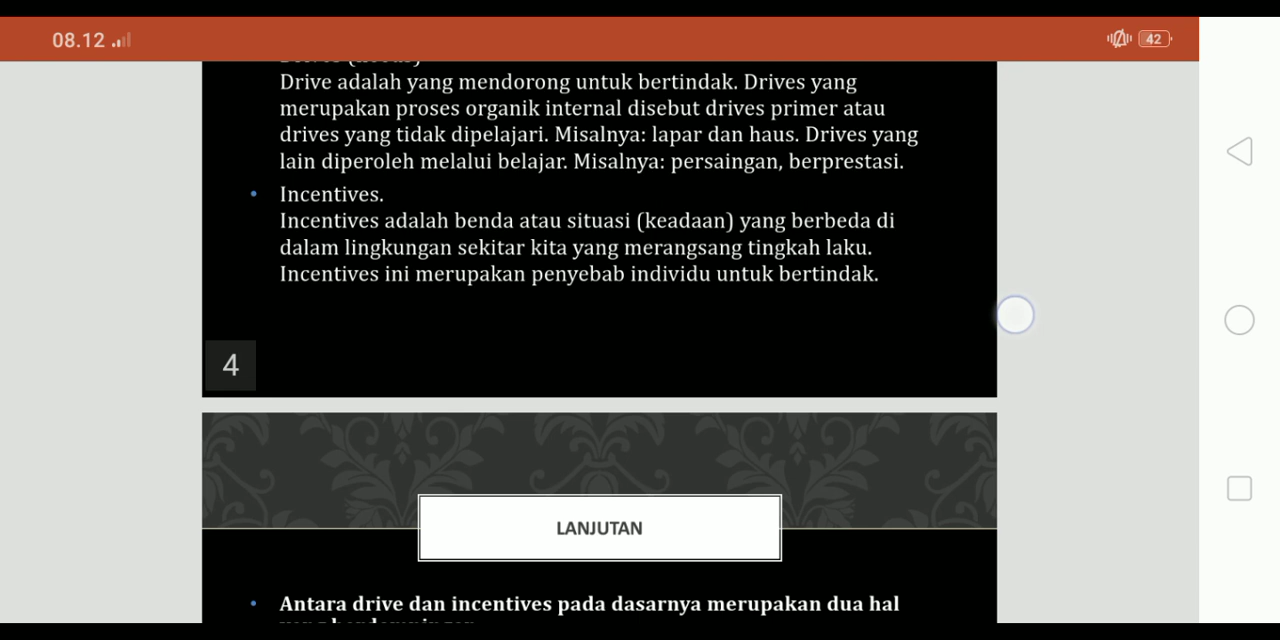 08.12
42
Drive adalah yang mendorong untuk bertindak. Drives yang
merupakan proses organik internal disebut drives primer atau
drives yang tidak dipelajari. Misalnya: lapar dan haus. Drives yang
lain diperoleh melalui belajar. Misalnya: persaingan, berprestasi.
• Incentives.
Incentives adalah benda atau situasi (keadaan) yang berbeda di
dalam lingkungan sekitar kita yang merangsang tingkah laku.
Incentives ini merupakan penyebab individu untuk bertindak.
4
LANJUTAN
• Antara drive dan incentives pada dasarnya merupakan dua hal